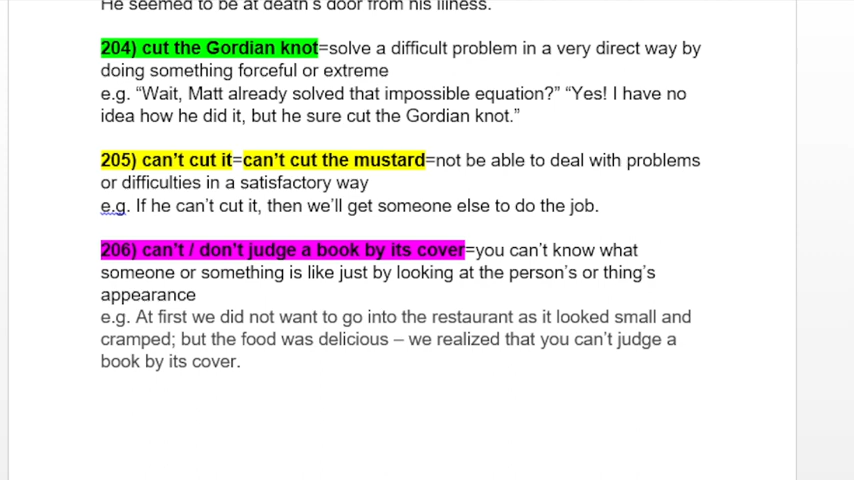 He seemed to be at death's door from his illness.
204) cut the Gordian knot=solve a difficult problem in a very direct way by
doing something forceful or extreme
e.g. “Wait, Matt already solved that impossible equation?” “Yes! I have no
idea how he did it, but he sure cut the Gordian knot.”
205) can’t cut it=can’t cut the mustard=not be able to deal with problems
or difficulties in a satisfactory way
e.g. If he can’t cut it, then we’ll get someone else to do the job.
206) can't / don't judge a book by its cover=you can’t know what
someone or something is like just by looking at the person’s or thing’s
appearance
e.g. At first we did not want to go into the restaurant as it looked small and
cramped; but the food was delicious – we realized that you can’t judge a
book by its cover.